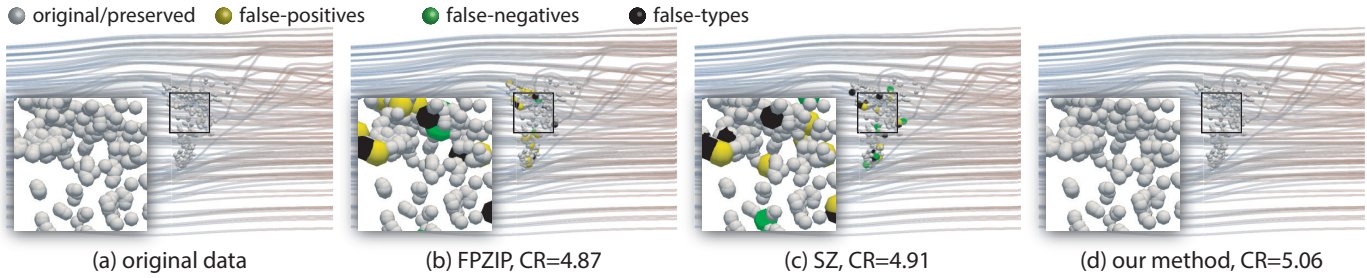 original/preserved false-positives false-negatives false-types
(a) original data (b) FPZIP, CR=4.87 (c) SZ, CR=4.91 (d) our method, CR=5.06